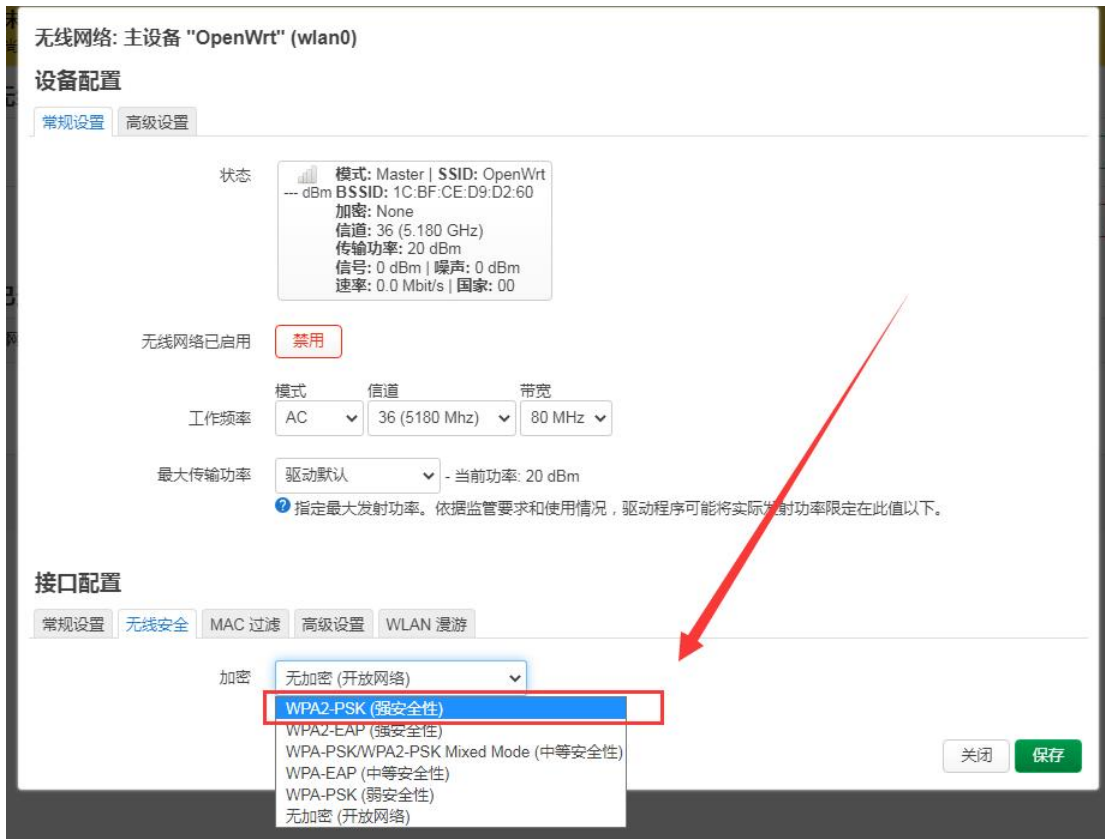 无线网络: 主设备 "OpenWrt" (wlan0)
设备配置
常规设置 高级设置
状态
模式: Master | SSID: OpenWrt
--- dBm BSSID: 1C:BF:CE:D9:D2:60
加密: None
信道: 36 (5.180 GHz)
传输功率: 20 dBm
信号: 0 dBm | 噪声: 0 dBm
速率: 0.0 Mbit/s | 国家: 00
无线网络已启用 禁用
模式 信道 带宽
工作频率 AC 36 (5180 Mhz) 80 MHz
最大传输功率 驱动默认 - 当前功率: 20 dBm
指定最大发射功率。依据监管要求和使用情况，驱动程序可能将实际发射功率限定在此值以下。
接口配置
常规设置 无线安全 MAC 过滤 高级设置 WLAN 漫游
加密 无加密 (开放网络)
WPA2-PSK (强安全性)
WPA2-EAP (强安全性)
WPA-PSK/WPA2-PSK Mixed Mode (中等安全性)
WPA-EAP (中等安全性)
WPA-PSK (弱安全性)
无加密 (开放网络)
关闭 保存